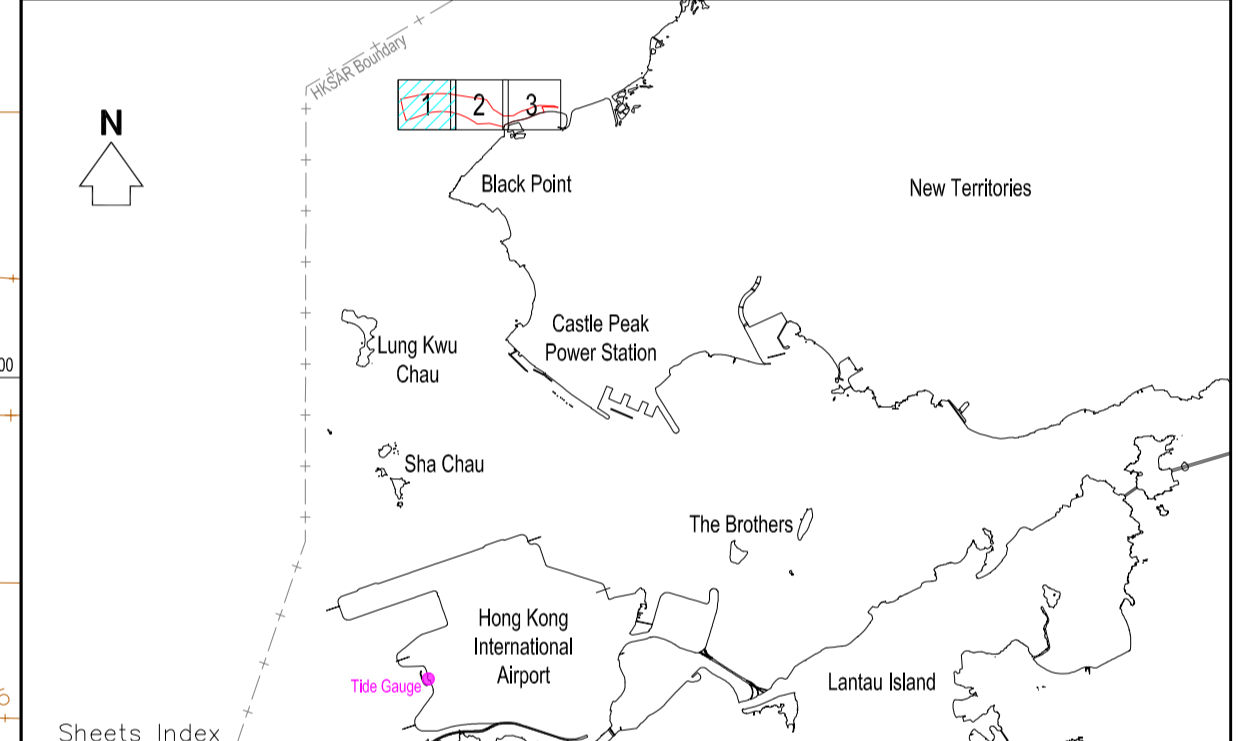 HKSAR Boundary
1 2 3
N
Black Point
New Territories
Castle Peak
Power Station
Lung Kwu
Chau
00
Sha Chau
The Brothers
Hong Kong
International
Airport
Tide Gauge
Lantau Island
Sheets Index